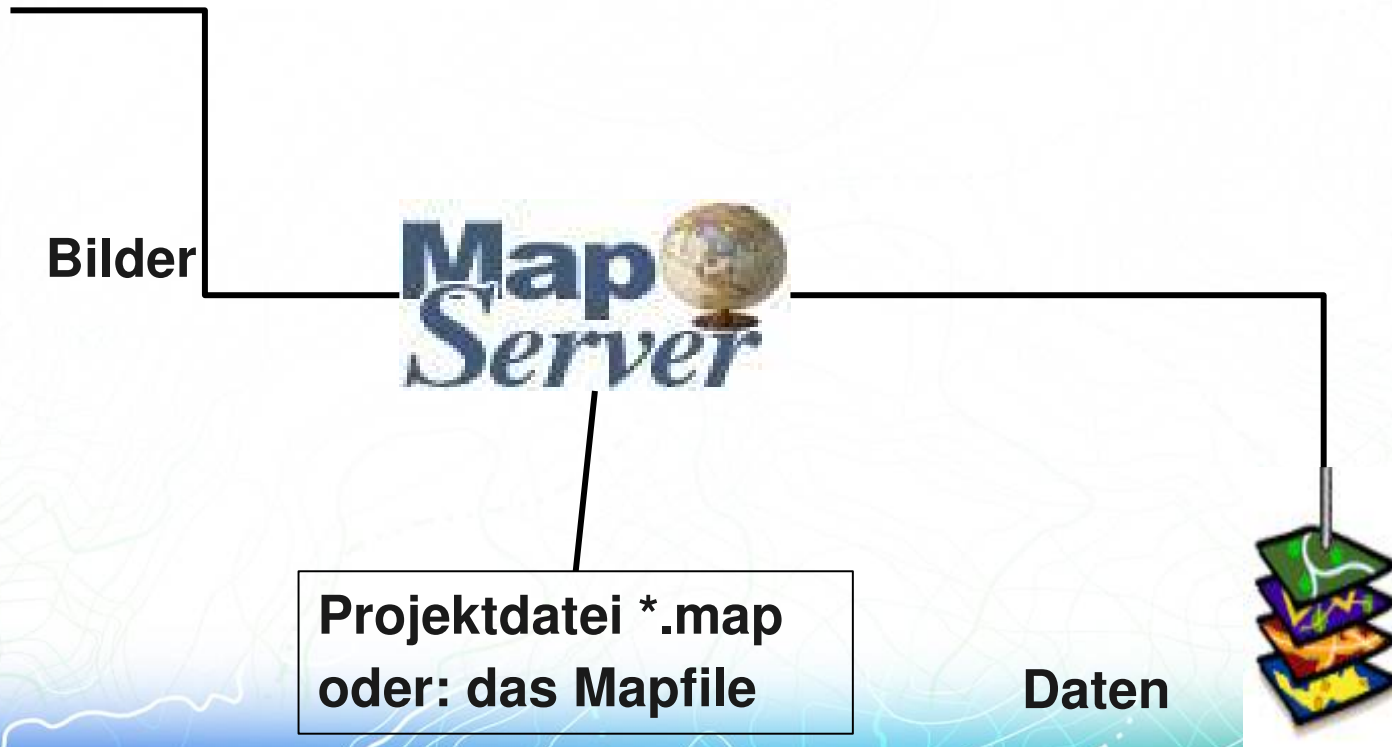 Bilder
Map
Server
Projektdatei *.map
oder: das Mapfile
Daten